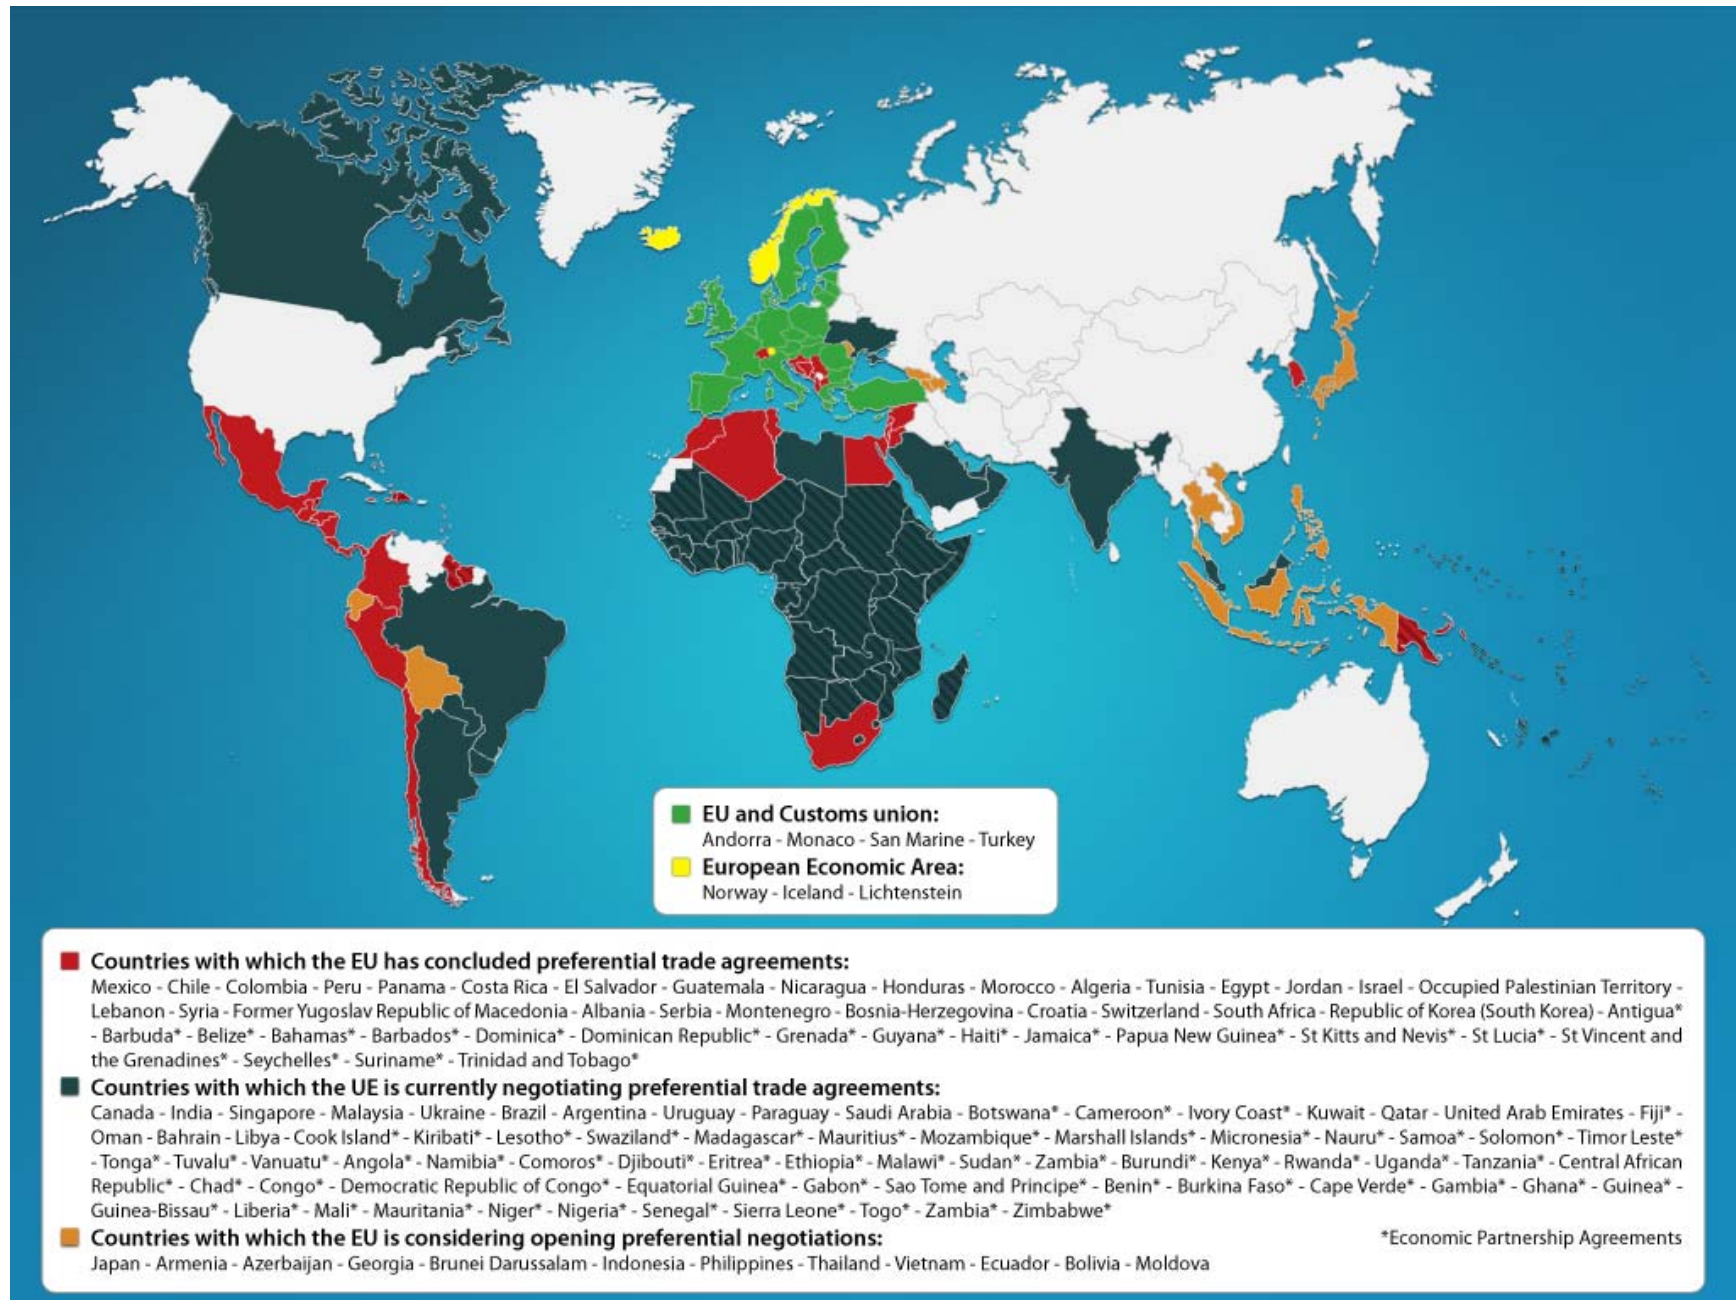 EU and Customs union:
Andorra - Monaco - San Marine - Turkey
European Economic Area:
Norway - Iceland - Lichtenstein
Countries with which the EU has concluded preferential trade agreements:
Mexico - Chile - Colombia - Peru - Panama - Costa Rica - El Salvador - Guatemala - Nicaragua - Honduras - Morocco - Algeria - Tunisia - Egypt - Jordan - Israel - Occupied Palestinian Territory -
Lebanon - Syria - Former Yugoslav Republic of Macedonia - Albania - Serbia - Montenegro - Bosnia-Herzegovina - Croatia - Switzerland - South Africa - Republic of Korea (South Korea) - Antigua*
- Barbuda* - Belize* - Bahamas* - Barbados* - Dominica* - Dominican Republic* - Grenada* - Guyana* - Haiti* - Jamaica* - Papua New Guinea* - St Kitts and Nevis* - St Lucia* - St Vincent and
the Grenadines* - Seychelles* - Suriname* - Trinidad and Tobago*
Countries with which the UE is currently negotiating preferential trade agreements:
Canada - India - Singapore - Malaysia - Ukraine - Brazil - Argentina - Uruguay - Paraguay - Saudi Arabia - Botswana* - Cameroon* - Ivory Coast* - Kuwait - Qatar - United Arab Emirates - Fiji* -
Oman - Bahrain - Libya - Cook Island* - Kiribati* - Lesotho* - Swaziland* - Madagascar* - Mauritius* - Mozambique* - Marshall Islands* - Micronesia* - Nauru* - Samoa* - Solomon* - Timor Leste*
- Tonga* - Tuvalu* - Vanuatu* - Angola* - Namibia* - Comoros* - Djibouti* - Eritrea* - Ethiopia* - Malawi* - Sudan* - Zambia* - Burundi* - Kenya* - Rwanda* - Uganda* - Tanzania* - Central African
Republic* - Chad* - Congo* - Democratic Republic of Congo* - Equatorial Guinea* - Gabon* - Sao Tome and Principe* - Benin* - Burkina Faso* - Cape Verde* - Gambia* - Ghana* - Guinea* -
Guinea-Bissau* - Liberia* - Mali* - Mauritania* - Niger* - Nigeria* - Senegal* - Sierra Leone* - Togo* - Zambia* - Zimbabwe*
Countries with which the EU is considering opening preferential negotiations:
*Economic Partnership Agreements
Japan - Armenia - Azerbaijan - Georgia - Brunei Darussalam - Indonesia - Philippines - Thailand - Vietnam - Ecuador - Bolivia - Moldova